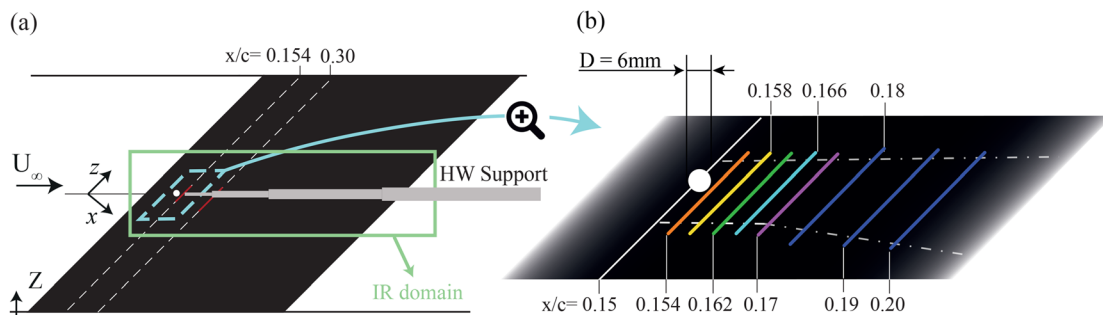 (a)
x/c= 0.154 0.30
U∞
z
x
HW Support
IR domain
Z
(b)
D = 6mm
0.158 0.166 0.18
x/c= 0.15 0.154 0.162 0.17 0.19 0.20